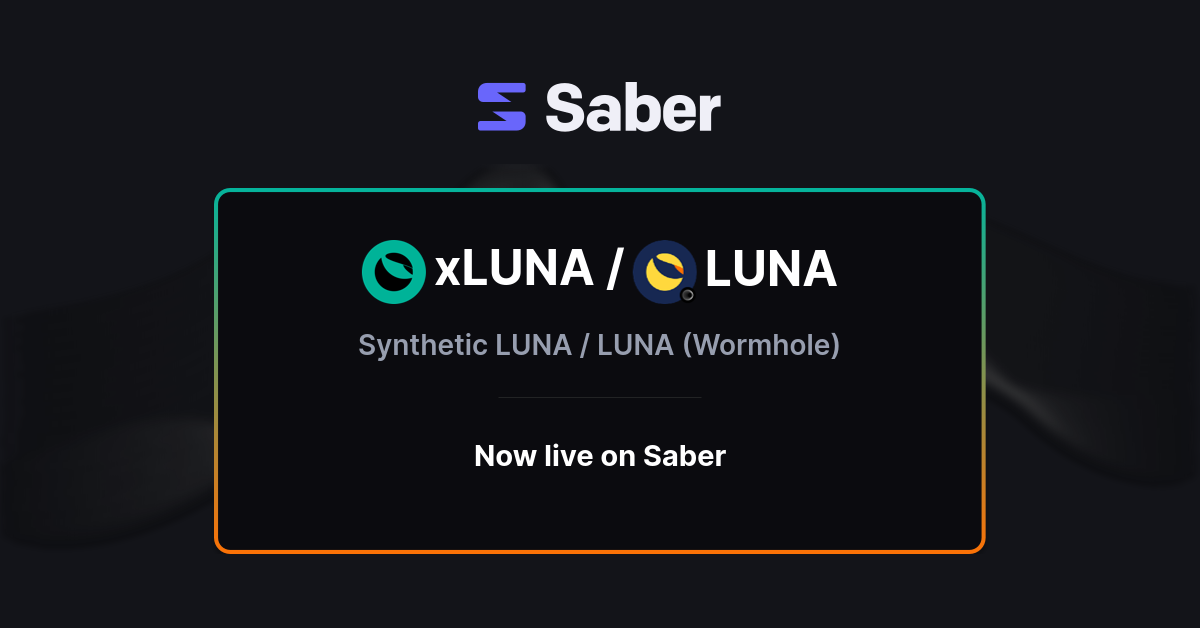 Saber
xLUNA / LUNA
Synthetic LUNA / LUNA (Wormhole)
Now live on Saber